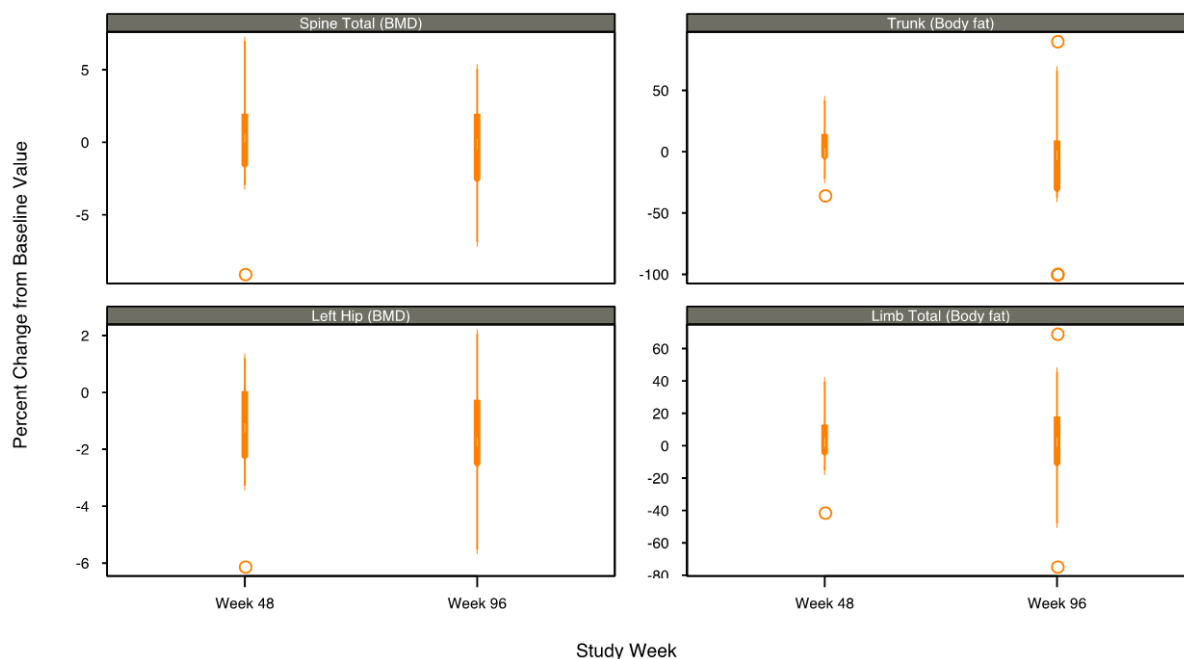 Spine Total (BMD)
Trunk (Body fat)
5
0
-5
50
0
-50
-100
Percent Change from Baseline Value
Left Hip (BMD)
Limb Total (Body fat)
2
0
-2
-4
-6
60
40
20
0
-20
-40
-60
-80
Week 48
Week 96
Week 48
Week 96
Study Week